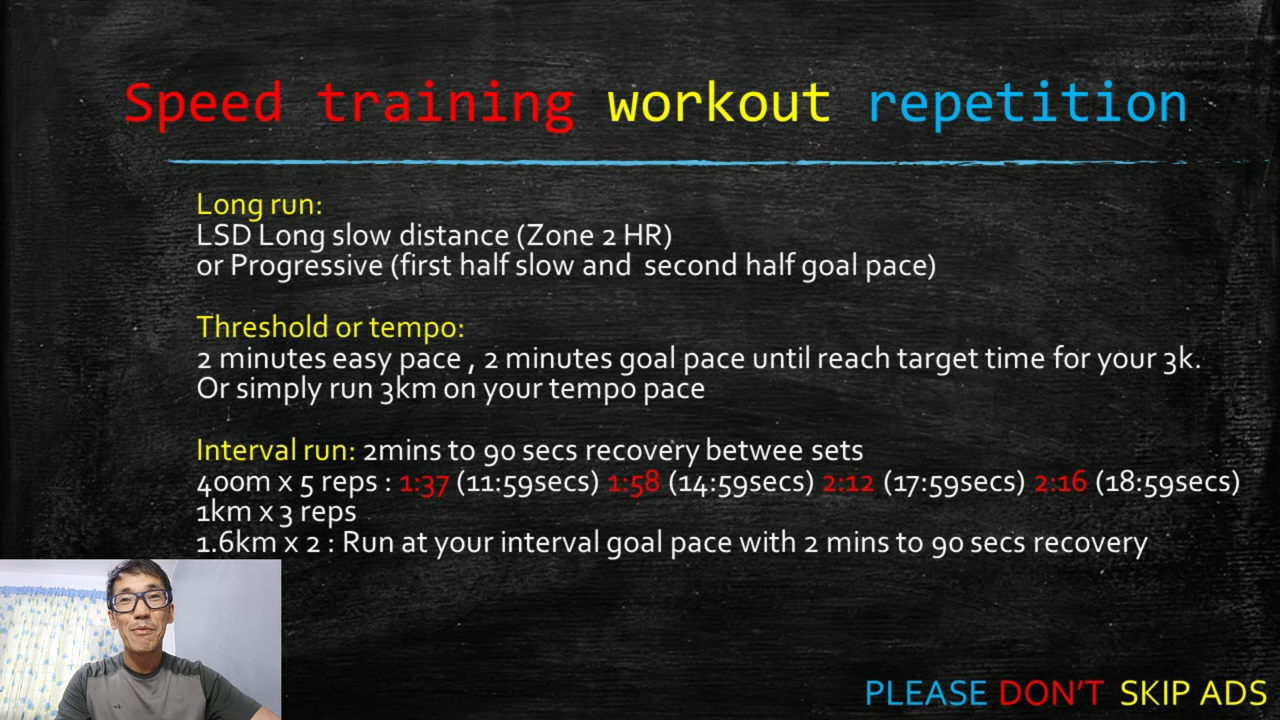 Speed training workout repetition
Long run:
LSD Long slow distance (Zone 2 HR)
or Progressive (first half slow and second half goal pace)
Threshold or tempo:
2 minutes easy pace , 2 minutes goal pace until reach target time for your 3k.
Or simply run 3km on your tempo pace
Interval run: 2mins to 90 secs recovery betwee sets
400m x 5 reps : 1:37 (11:59secs) 1:58 (14:59secs) 2:12 (17:59secs) 2:16 (18:59secs)
1km x 3 reps
1.6km x 2 : Run at your interval goal pace with 2 mins to 90 secs recovery
PLEASE DON'T SKIP ADS